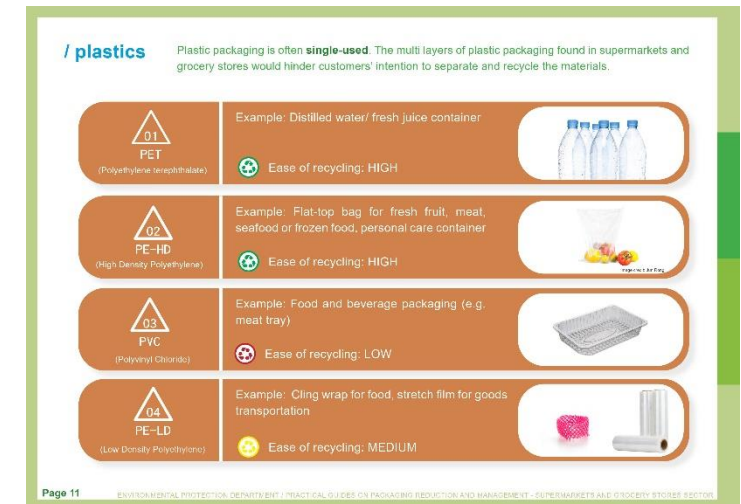 / plastics
Plastic packaging is often single-used. The multi layers of plastic packaging found in supermarkets and
grocery stores would hinder customers' intention to separate and recycle the materials.
01
PET
(Polyethylene terephthalate)
Example: Distilled water/ fresh juice container
Ease of recycling: HIGH
02
PE-HD
(High Density Polyethylene)
Example: Flat-top bag for fresh fruit, meat,
seafood or frozen food, personal care container
Ease of recycling: HIGH
03
PVC
(Polyvinyl Chloride)
Example: Food and beverage packaging (e.g.
meat tray)
Ease of recycling: LOW
04
PE-LD
(Low Density Polyethylene)
Example: Cling wrap for food, stretch film for goods
transportation
Ease of recycling: MEDIUM
Page 11
ENVIRONMENTAL PROTECTION DEPARTMENT / PRACTICAL GUIDES ON PACKAGING REDUCTION AND MANAGEMENT - SUPERMARKETS AND GROCERY STORES SECTOR